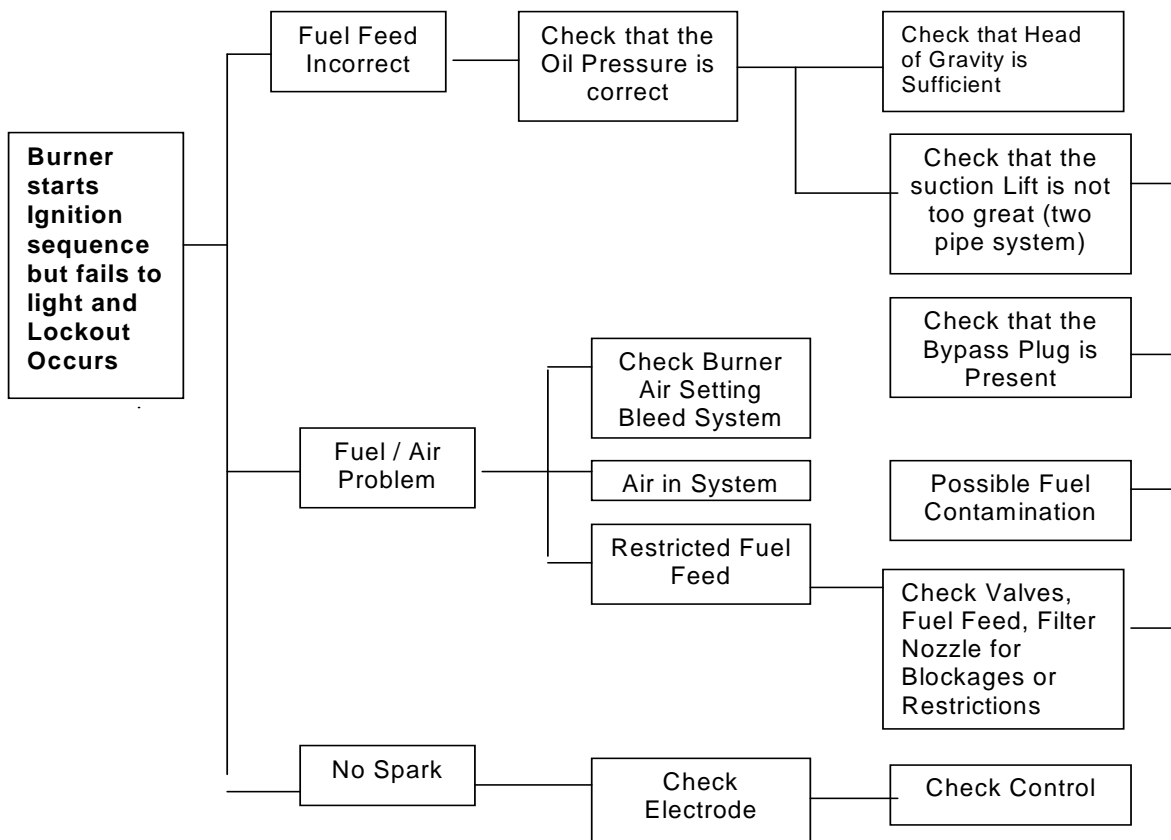 Burner
starts
Ignition
sequence
but fails to
light and
Lockout
Occurs
Fuel Feed
Incorrect
Check that the
Oil Pressure is
correct
Check that Head
of Gravity is
Sufficient
Check that the
suction Lift is not
too great (two
pipe system)
Check that the
Bypass Plug is
Present
Fuel / Air
Problem
Check Burner
Air Setting
Bleed System
Air in System
Restricted Fuel
Feed
Possible Fuel
Contamination
Check Valves,
Fuel Feed, Filter
Nozzle for
Blockages or
Restrictions
No Spark
Check
Electrode
Check Control